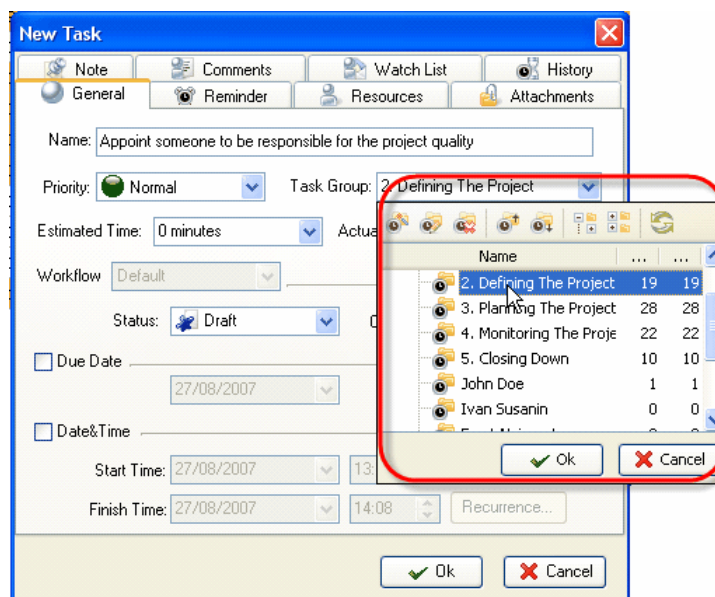 New Task
Note Comments Watch List History
General Reminder Resources Attachments
Name: Appoint someone to be responsible for the project quality
Priority: Normal Task Group: 2. Defining The Project
Estimated Time: 0 minutes Actua
Name ... ...
Workflow Default
2. Defining The Project 19 19
3. Planning The Project 28 28
Status: Draft
4. Monitoring The Proje 22 22
Due Date
5. Closing Down 10 10
27/08/2007
John Doe 1 1
Ivan Susanin 0 0
Date&Time
Ok Cancel
Start Time: 27/08/2007 13:
Finish Time: 27/08/2007 14:08 Recurrence...
Ok Cancel